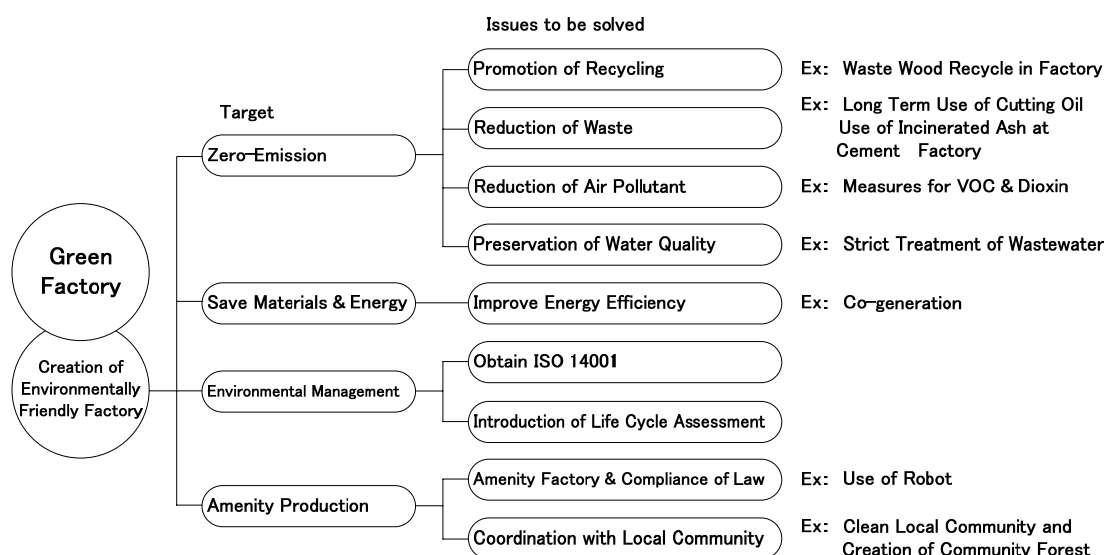 Issues to be solved
Promotion of Recycling
Ex: Waste Wood Recycle in Factory
Target
Reduction of Waste
Ex: Long Term Use of Cutting Oil
Use of Incinerated Ash at
Cement Factory
Zero-Emission
Reduction of Air Pollutant
Ex: Measures for VOC & Dioxin
Preservation of Water Quality
Ex: Strict Treatment of Wastewater
Green
Factory
Save Materials & Energy
Improve Energy Efficiency
Ex: Co-generation
Creation of
Environmentally
Friendly Factory
Environmental Management
Obtain ISO 14001
Introduction of Life Cycle Assessment
Amenity Production
Amenity Factory & Compliance of Law
Ex: Use of Robot
Coordination with Local Community
Ex: Clean Local Community and
Creation of Community Forest